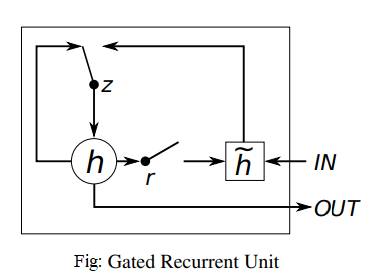 z
h
r
h̃
IN
OUT
Fig: Gated Recurrent Unit